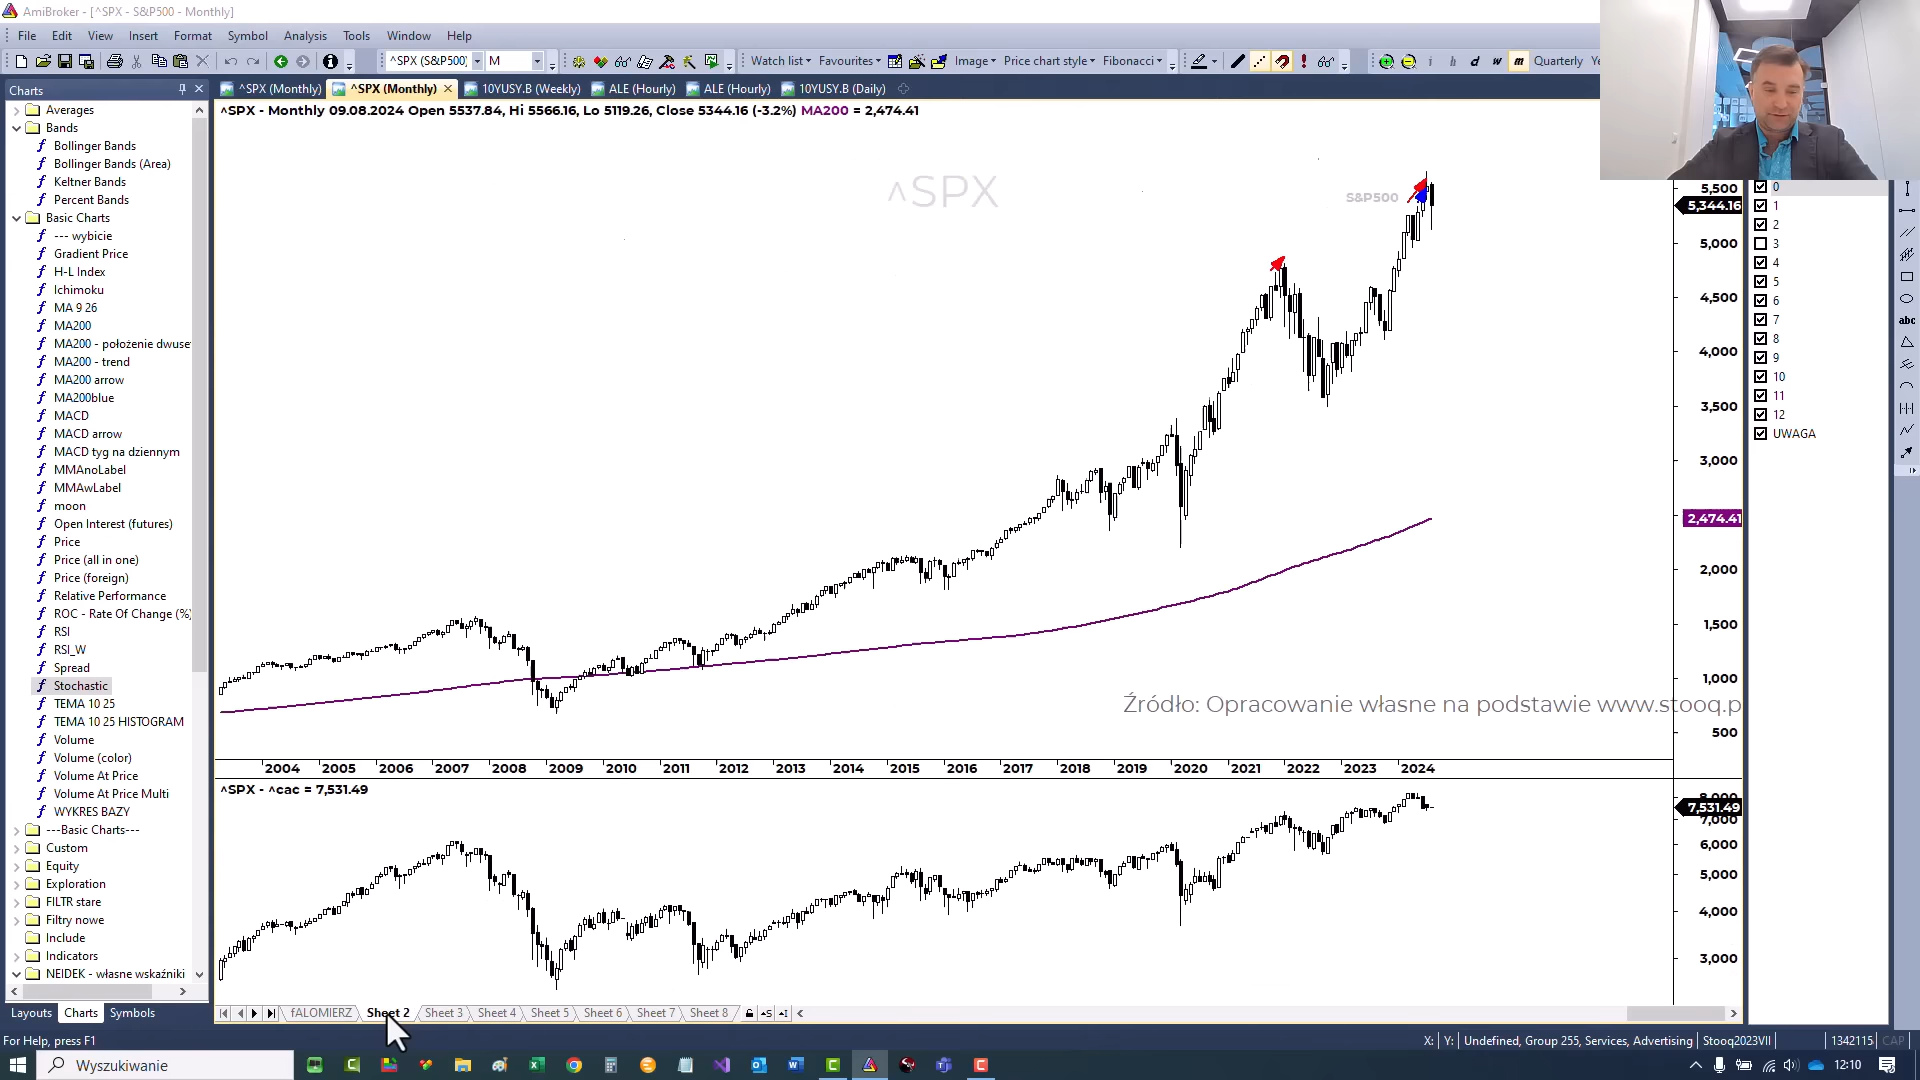 AmiBroker - [^SPX - S&P500 - Monthly]
File Edit View Insert Format Symbol Analysis Tools Window Help
^SPX (S&P500) M Watch list Favourites Image Price chart style Fibonacci i h d w m Quarterly
Charts
^SPX (Monthly) ^SPX (Monthly) 10YUSY.B (Weekly) ALE (Hourly) ALE (Hourly) 10YUSY.B (Daily)
^SPX - Monthly 09.08.2024 Open 5537.84, Hi 5566.16, Lo 5119.26, Close 5344.16 (-3.2%) MA200 = 2,474.41
Averages
Bands
Bollinger Bands
Bollinger Bands (Area)
Keltner Bands
Percent Bands
Basic Charts
--- wybicie
Gradient Price
H-L Index
Ichimoku
MA 9 26
MA200
MA200 - położenie dwuse
MA200 - trend
MA200 arrow
MA200blue
MACD
MACD arrow
MACD tyg na dziennym
MMAnoLabel
MMAwLabel
moon
Open Interest (futures)
Price
Price (all in one)
Price (foreign)
Relative Performance
ROC - Rate Of Change (%)
RSI
RSI_W
Spread
Stochastic
TEMA 10 25
TEMA 10 25 HISTOGRAM
Volume
Volume (color)
Volume At Price
Volume At Price Multi
WYKRES BAZY
---Basic Charts---
Custom
Equity
Exploration
FILTR stare
Filtry nowe
Include
Indicators
NEIDEK - własne wskaźniki
Layouts Charts Symbols
^SPX
S&P500
5,500
5,344.16
5,000
4,500
4,000
3,500
3,000
2,474.41
2,000
1,500
1,000
500
Źródło: Opracowanie własne na podstawie www.stooq.p
2004 2005 2006 2007 2008 2009 2010 2011 2012 2013 2014 2015 2016 2017 2018 2019 2020 2021 2022 2023 2024
^SPX - ^cac = 7,531.49
8,000
7,531.49
7,000
6,000
5,000
4,000
3,000
fALOMIERZ Sheet 2 Sheet 3 Sheet 4 Sheet 5 Sheet 6 Sheet 7 Sheet 8
0
1
2
3
4
5
6
7
8
9
10
11
12
UWAGA
abc
For Help, press F1
X: Y: Undefined, Group 255, Services, Advertising Stooq2023VII 1342115 CAP
Wyszukiwanie
12:10